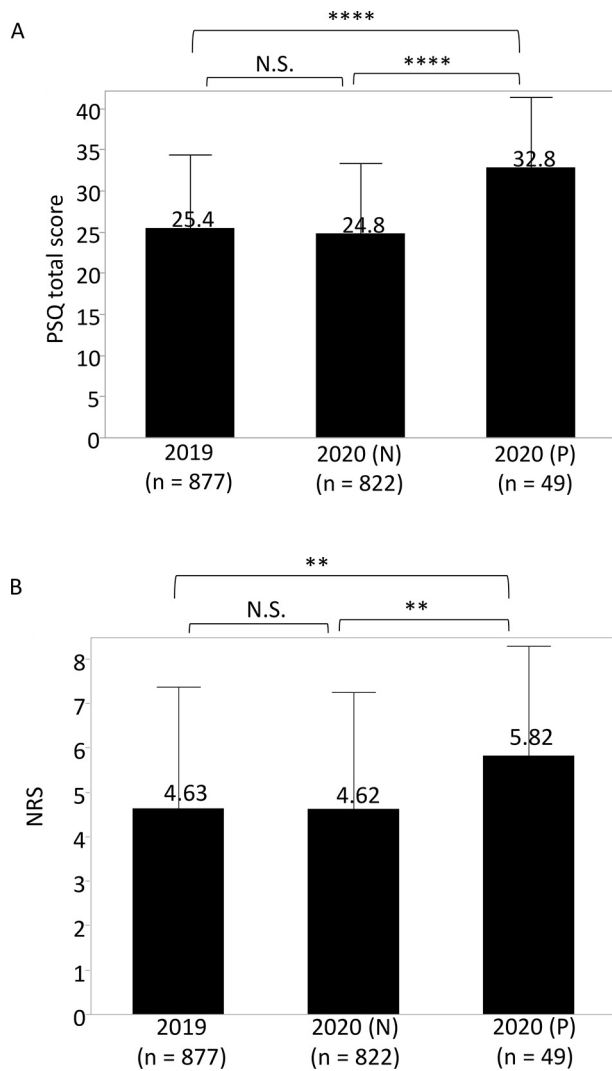 A
****
N.S.
****
40
35
30
25
20
15
10
5
0
PSQ total score
25.4
24.8
32.8
2019
2020 (N)
2020 (P)
(n = 877)
(n = 822)
(n = 49)
B
**
N.S.
**
8
7
6
5
4
3
2
1
0
NRS
4.63
4.62
5.82
2019
2020 (N)
2020 (P)
(n = 877)
(n = 822)
(n = 49)